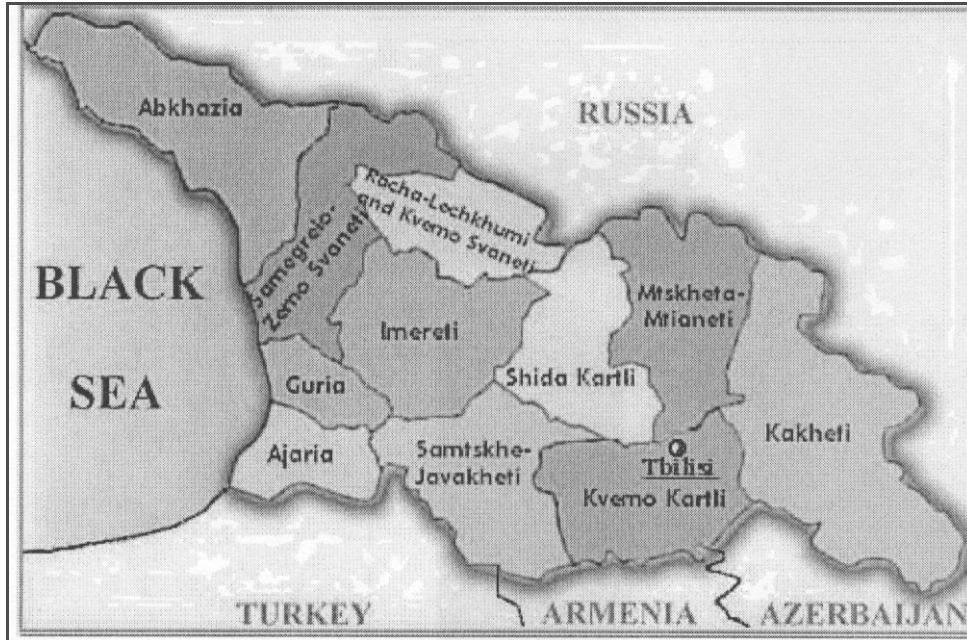 Abkhazia
RUSSIA
Racha-Lechkhumi
and Kvemo Svaneti
Samegrelo-
Zemo Svaneti
BLACK
SEA
Mtskheta-
Mtianeti
Imereti
Guria
Shida Kartli
Kakheti
Ajaria
Samtskhe-
Javakheti
Tbilisi
Kvemo Kartli
TURKEY
ARMENIA
AZERBAIJAN